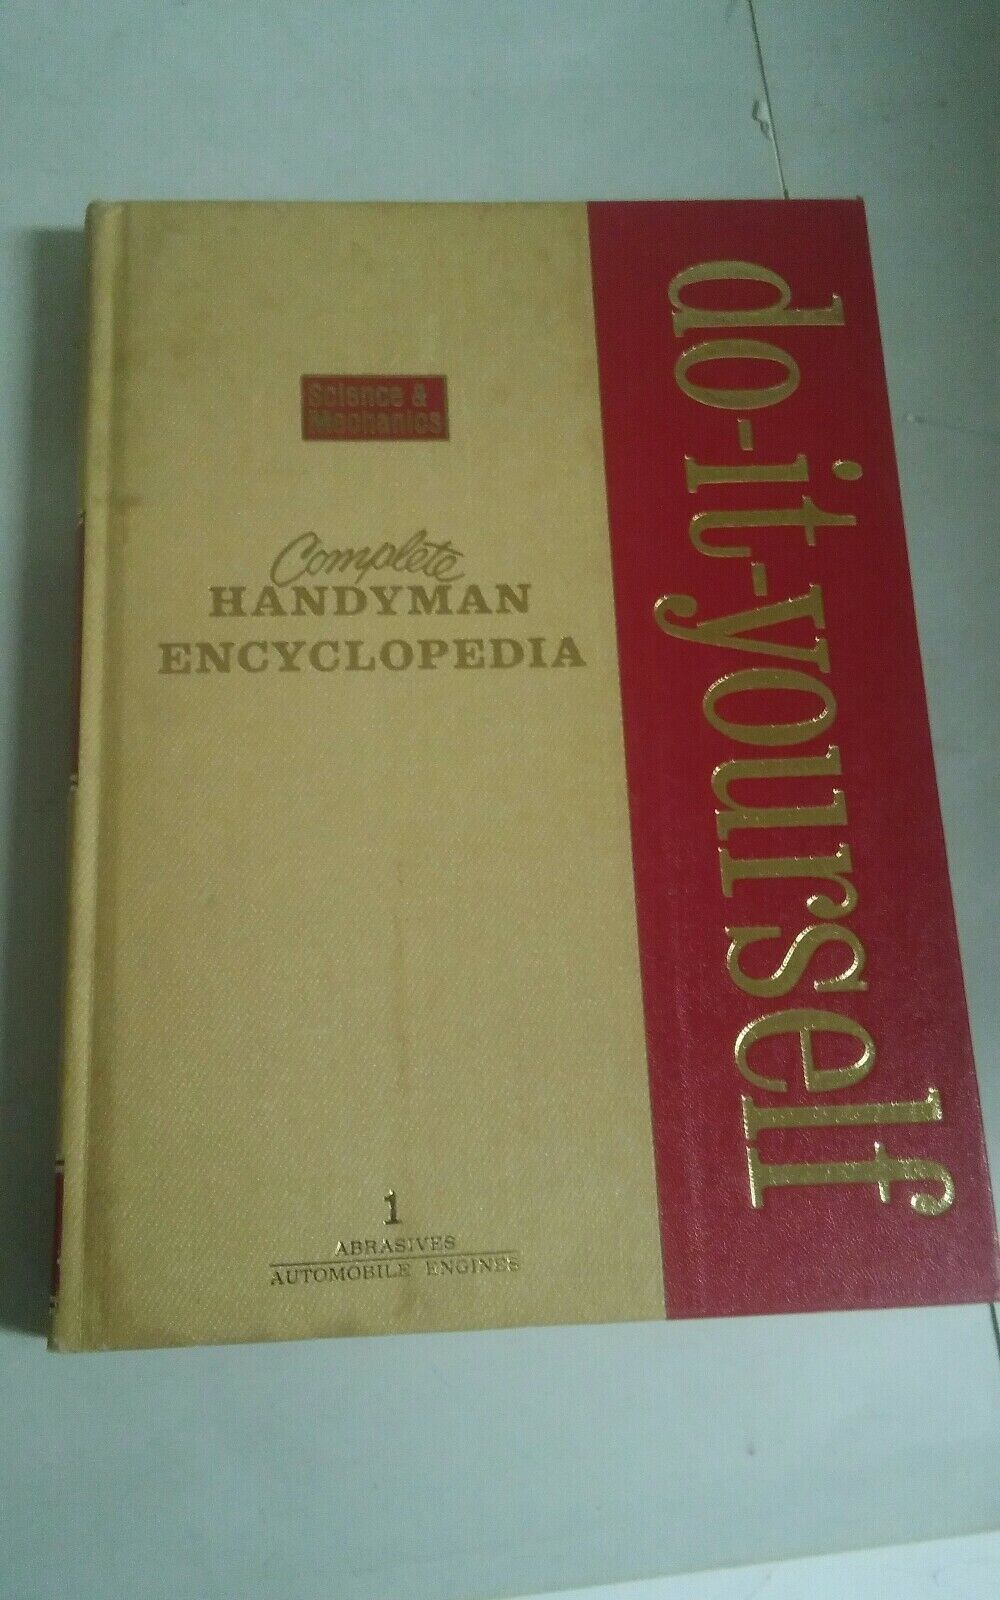 Science &
Mechanics
Complete
HANDYMAN
ENCYCLOPEDIA
1
ABRASIVES
AUTOMOBILE ENGINES
do-it-yourself